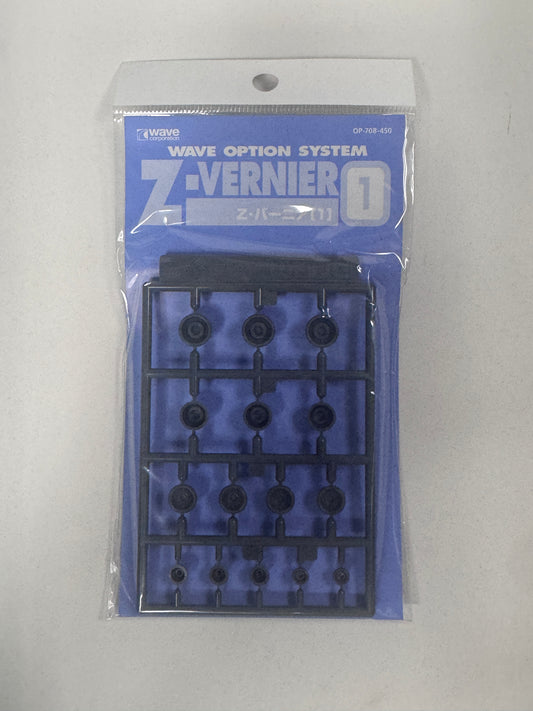 wave
corporation
OP-208-450
WAVE OPTION SYSTEM
Z·VERNIER 1
Z·バーニア[1]